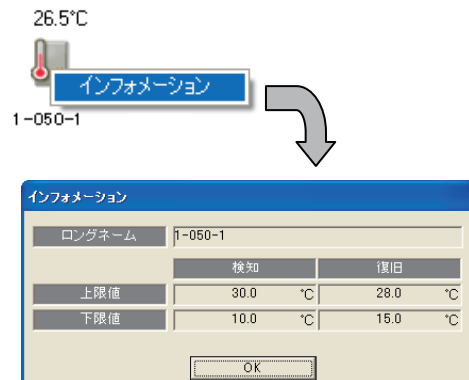 26.5℃
インフォメーション
1-050-1
インフォメーション
ロングネーム 1-050-1
検知 復旧
上限値 30.0 ℃ 28.0 ℃
下限値 10.0 ℃ 15.0 ℃
OK